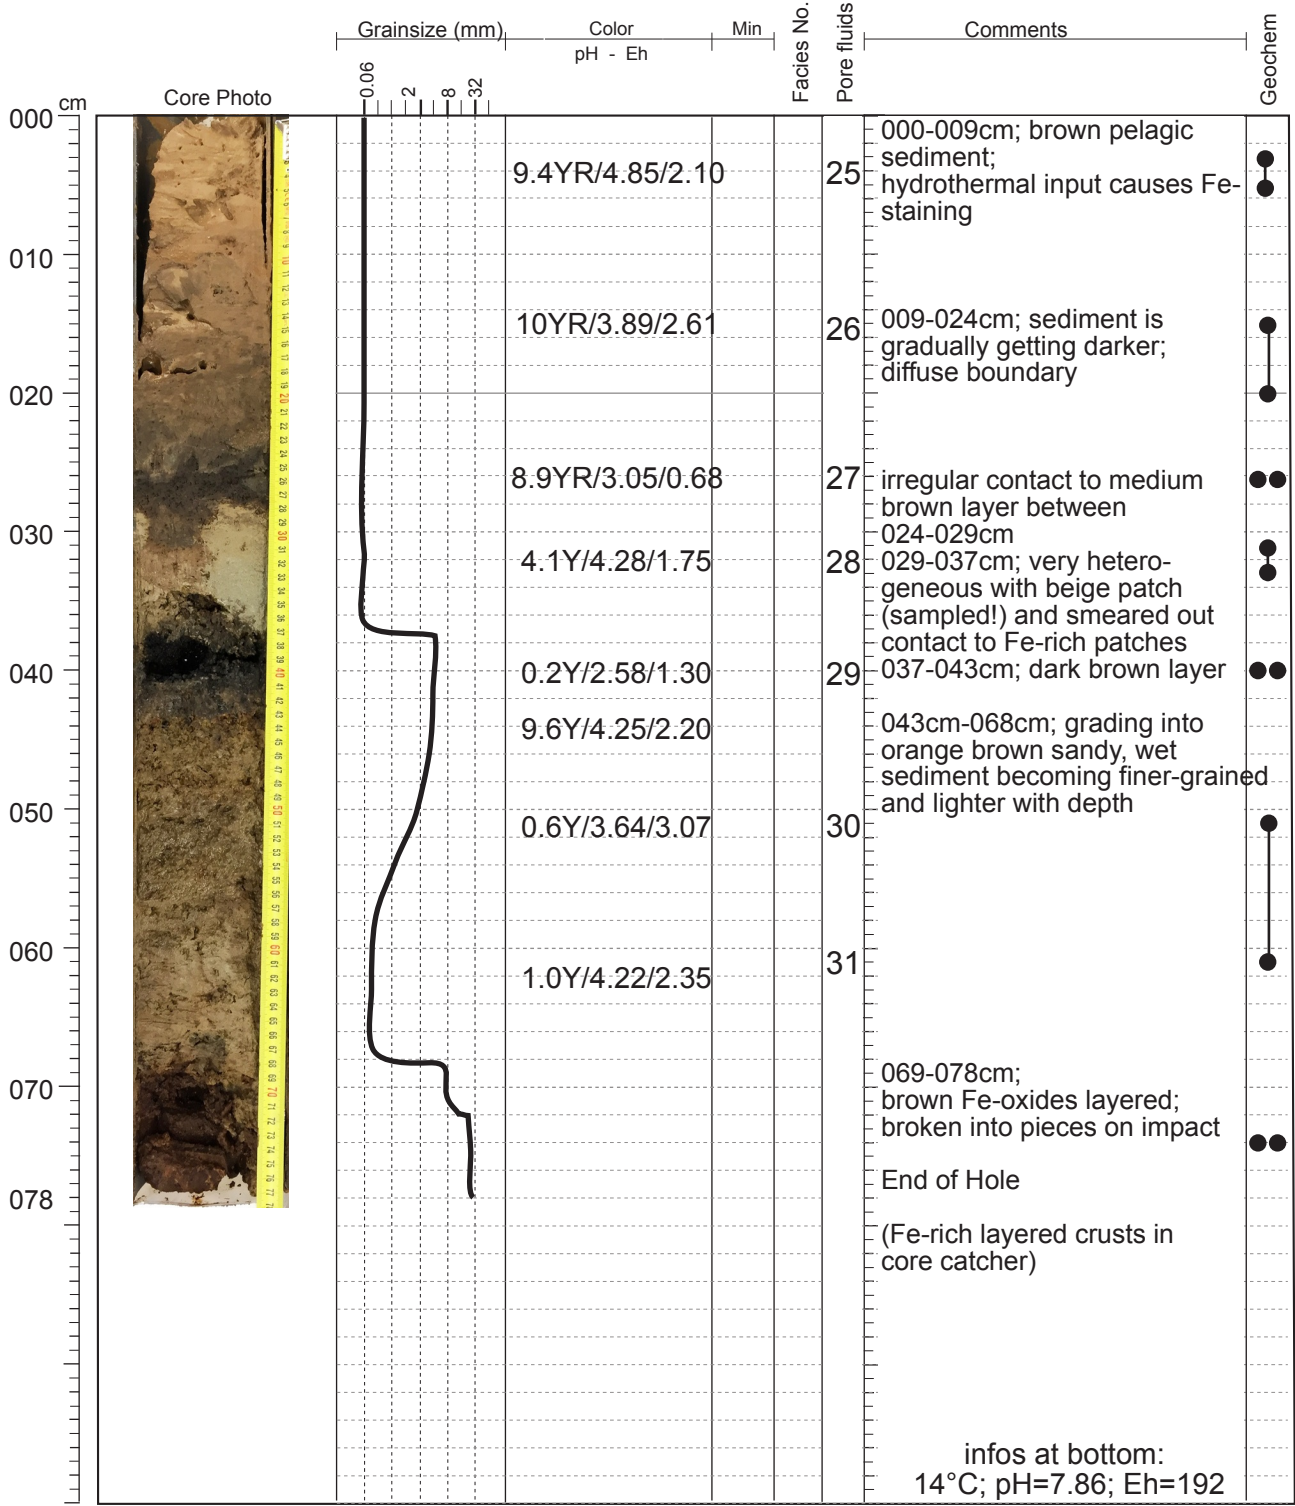 Grainsize (mm)
Color
Min
pH - Eh
Facies No.
Pore fluids
Comments
Geochem
0.06
2
8
32
cm
Core Photo
000
000-009cm; brown pelagic
sediment;
hydrothermal input causes Fe-
staining
9.4YR/4.85/2.10
25
010
10YR/3.89/2.61
26
009-024cm; sediment is
gradually getting darker;
diffuse boundary
020
8.9YR/3.05/0.68
27
irregular contact to medium
brown layer between
024-029cm
030
4.1Y/4.28/1.75
28
029-037cm; very hetero-
geneous with beige patch
(sampled!) and smeared out
contact to Fe-rich patches
040
0.2Y/2.58/1.30
29
037-043cm; dark brown layer
9.6Y/4.25/2.20
043cm-068cm; grading into
orange brown sandy, wet
sediment becoming finer-grained
and lighter with depth
050
0.6Y/3.64/3.07
30
060
1.0Y/4.22/2.35
31
070
069-078cm;
brown Fe-oxides layered;
broken into pieces on impact
078
End of Hole
(Fe-rich layered crusts in
core catcher)
infos at bottom:
14°C; pH=7.86; Eh=192